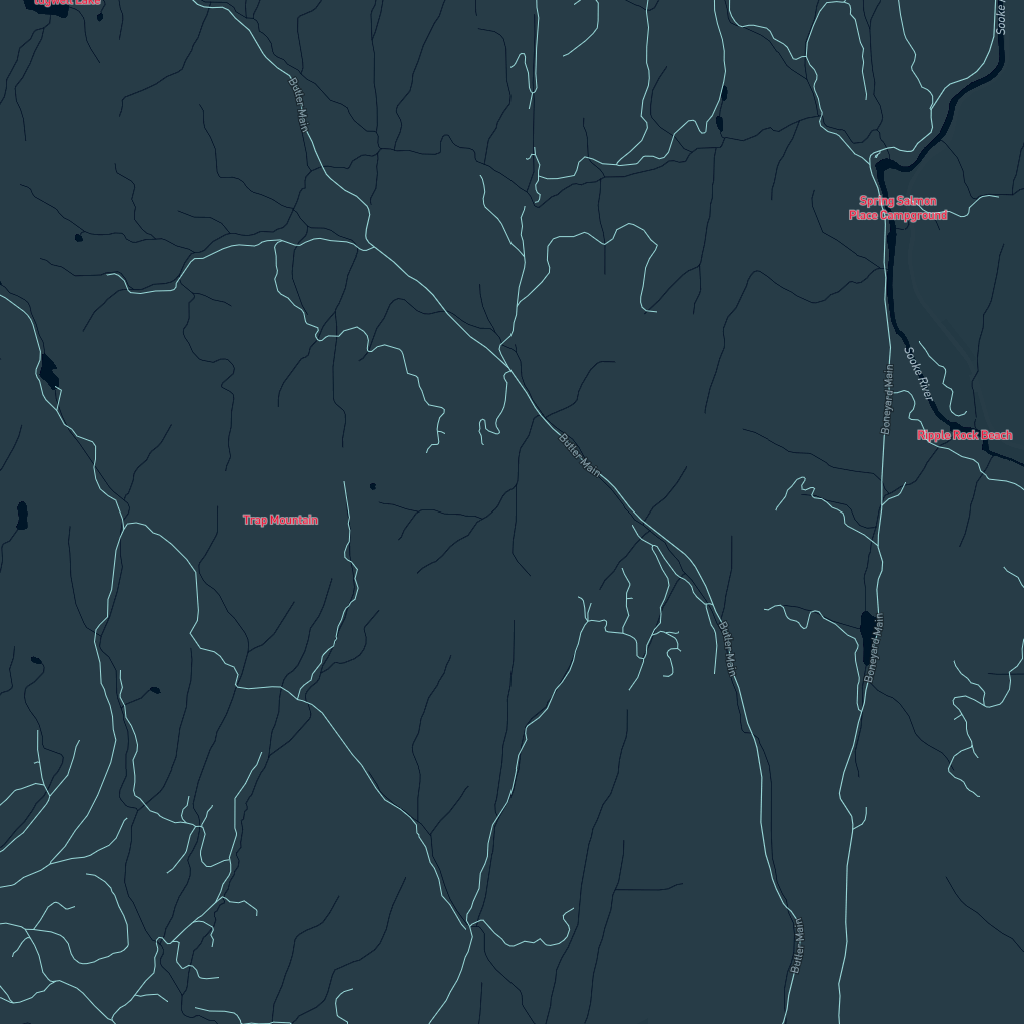 Butler Main
Spring Salmon
Place Campground
Sooke River
Boneyard Main
Ripple Rock Beach
Butler Main
Trap Mountain
Butler Main
Boneyard Main
Butler Main